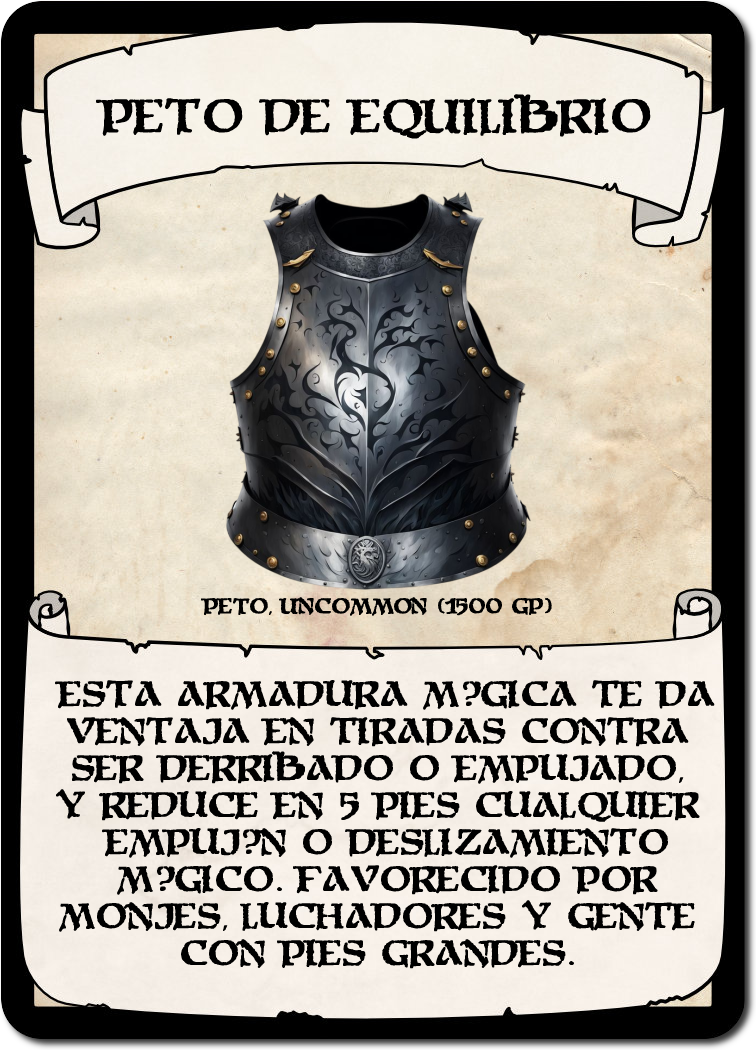 PETO DE EQUILIBRIO
PETO, UNCOMMON (1500 GP)
ESTA ARMADURA M?GICA TE DA
VENTAJA EN TIRADAS CONTRA
SER DERRIBADO O EMPUJADO,
Y REDUCE EN 5 PIES CUALQUIER
EMPUJ?N O DESLIZAMIENTO
M?GICO. FAVORECIDO POR
MONJES, LUCHADORES Y GENTE
CON PIES GRANDES.